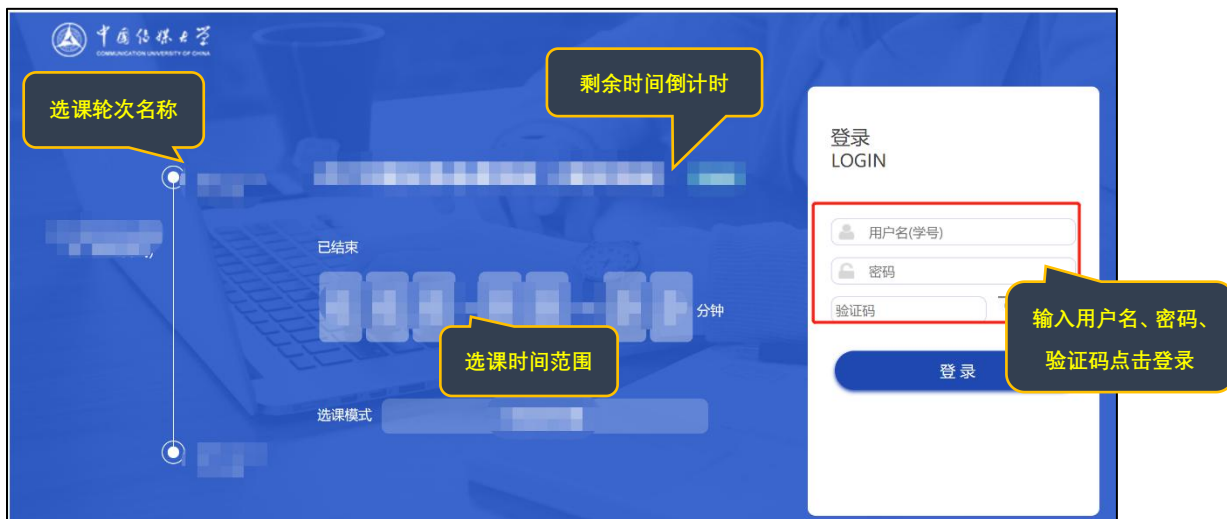 中国传媒大学
COMMUNICATION UNIVERSITY OF CHINA
选课轮次名称
剩余时间倒计时
登录
LOGIN
用户名(学号)
已结束
密码
验证码
分钟
输入用户名、密码、
验证码点击登录
选课时间范围
登录
选课模式